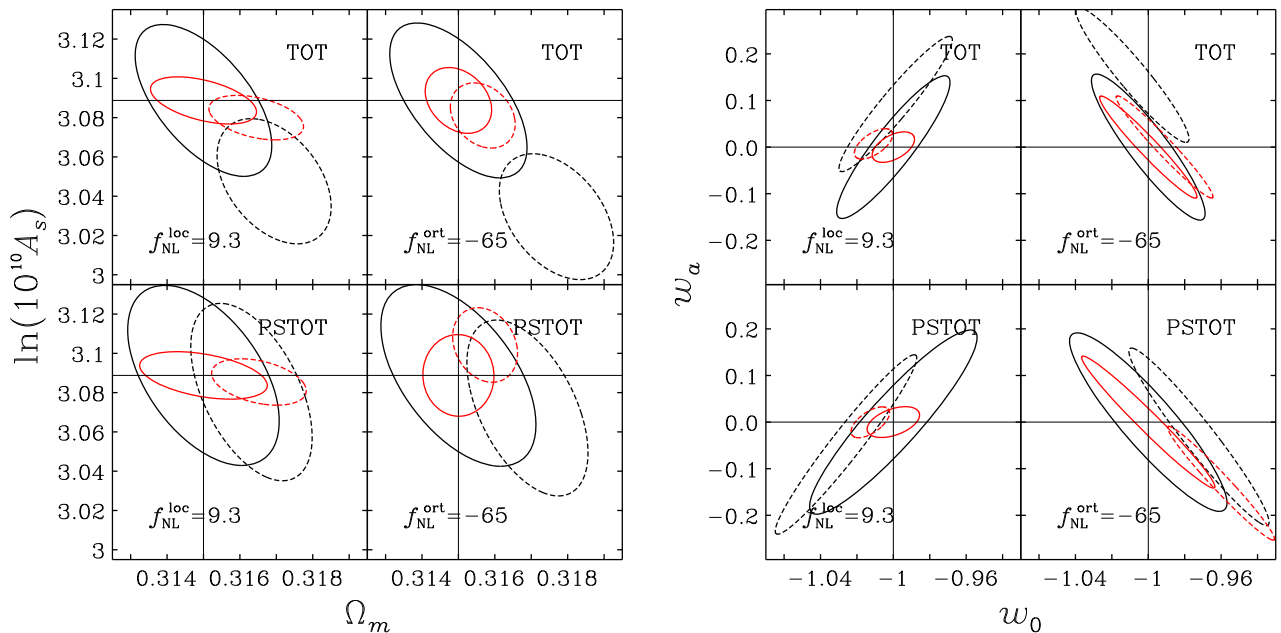 3.12
3.1
3.08
3.06
3.04
3.02
3
TOT
f_NL^loc=9.3
TOT
f_NL^ort=−65
3.12
3.1
3.08
3.06
3.04
3.02
3
PSTOT
f_NL^loc=9.3
PSTOT
f_NL^ort=−65
ln(10^10 A_s)
0.314 0.316 0.318 0.314 0.316 0.318
Ω_m
0.2
0.1
0.0
−0.1
−0.2
TOT
f_NL^loc=9.3
TOT
f_NL^ort=−65
0.2
0.1
0.0
−0.1
−0.2
PSTOT
f_NL^loc=9.3
PSTOT
f_NL^ort=−65
w_a
−1.04 −1 −0.96 −1.04 −1 −0.96
w_0